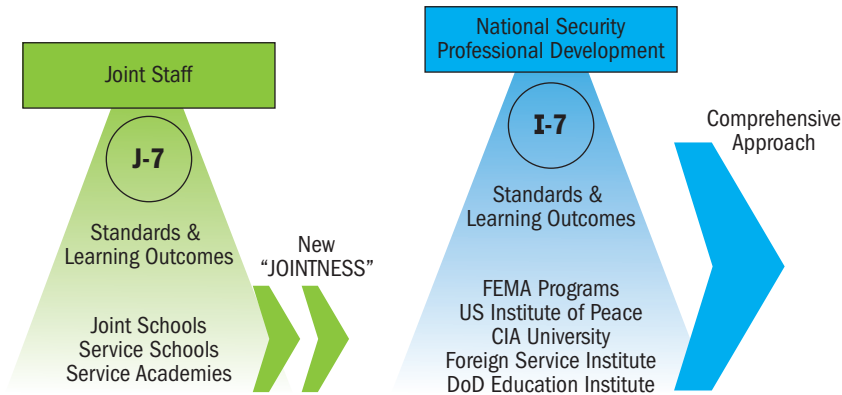 Joint Staff
J-7
Standards &
Learning Outcomes
New
“JOINTNESS”
Joint Schools
Service Schools
Service Academies
National Security
Professional Development
I-7
Standards &
Learning Outcomes
FEMA Programs
US Institute of Peace
CIA University
Foreign Service Institute
DoD Education Institute
Comprehensive
Approach